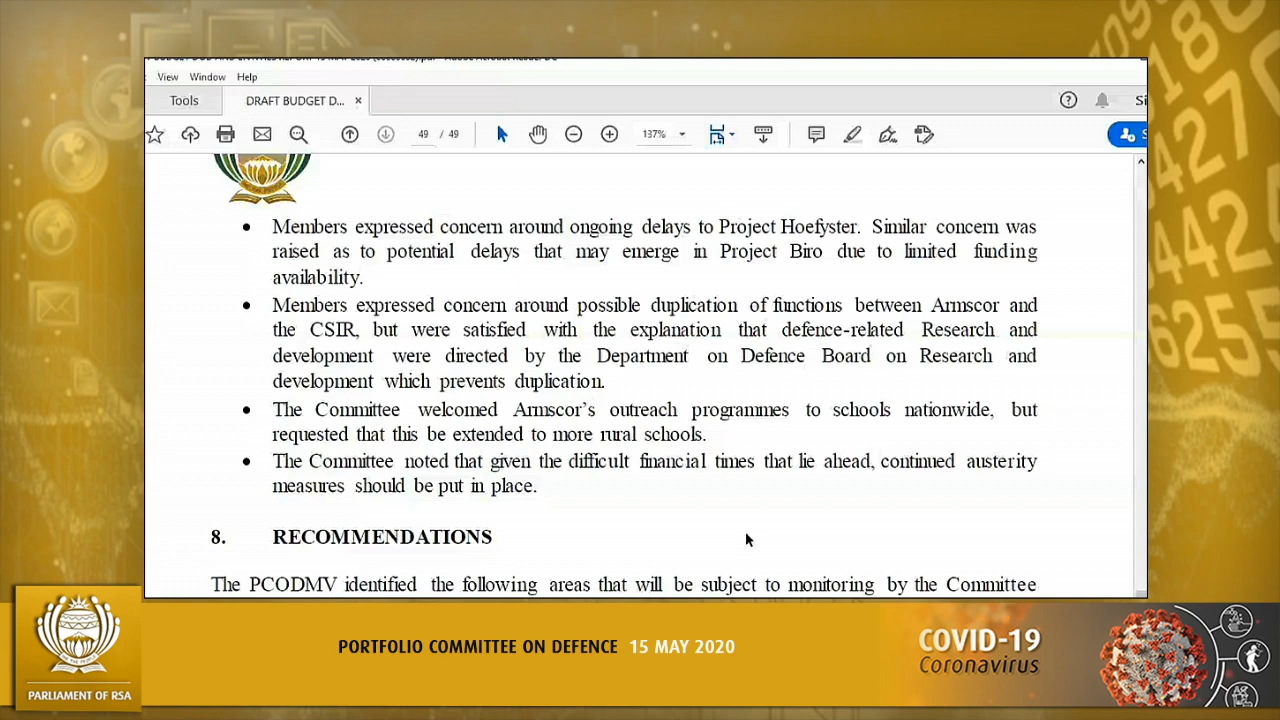 View Window Help
Tools DRAFT BUDGET D... ×
49 / 49 137%
• Members expressed concern around ongoing delays to Project Hoefyster. Similar concern was
raised as to potential delays that may emerge in Project Biro due to limited funding
availability.
• Members expressed concern around possible duplication of functions between Armscor and
the CSIR, but were satisfied with the explanation that defence-related Research and
development were directed by the Department on Defence Board on Research and
development which prevents duplication.
• The Committee welcomed Armscor's outreach programmes to schools nationwide, but
requested that this be extended to more rural schools.
• The Committee noted that given the difficult financial times that lie ahead, continued austerity
measures should be put in place.
8. RECOMMENDATIONS
The PCODMV identified the following areas that will be subject to monitoring by the Committee
PORTFOLIO COMMITTEE ON DEFENCE 15 MAY 2020
COVID-19
Coronavirus
PARLIAMENT OF RSA